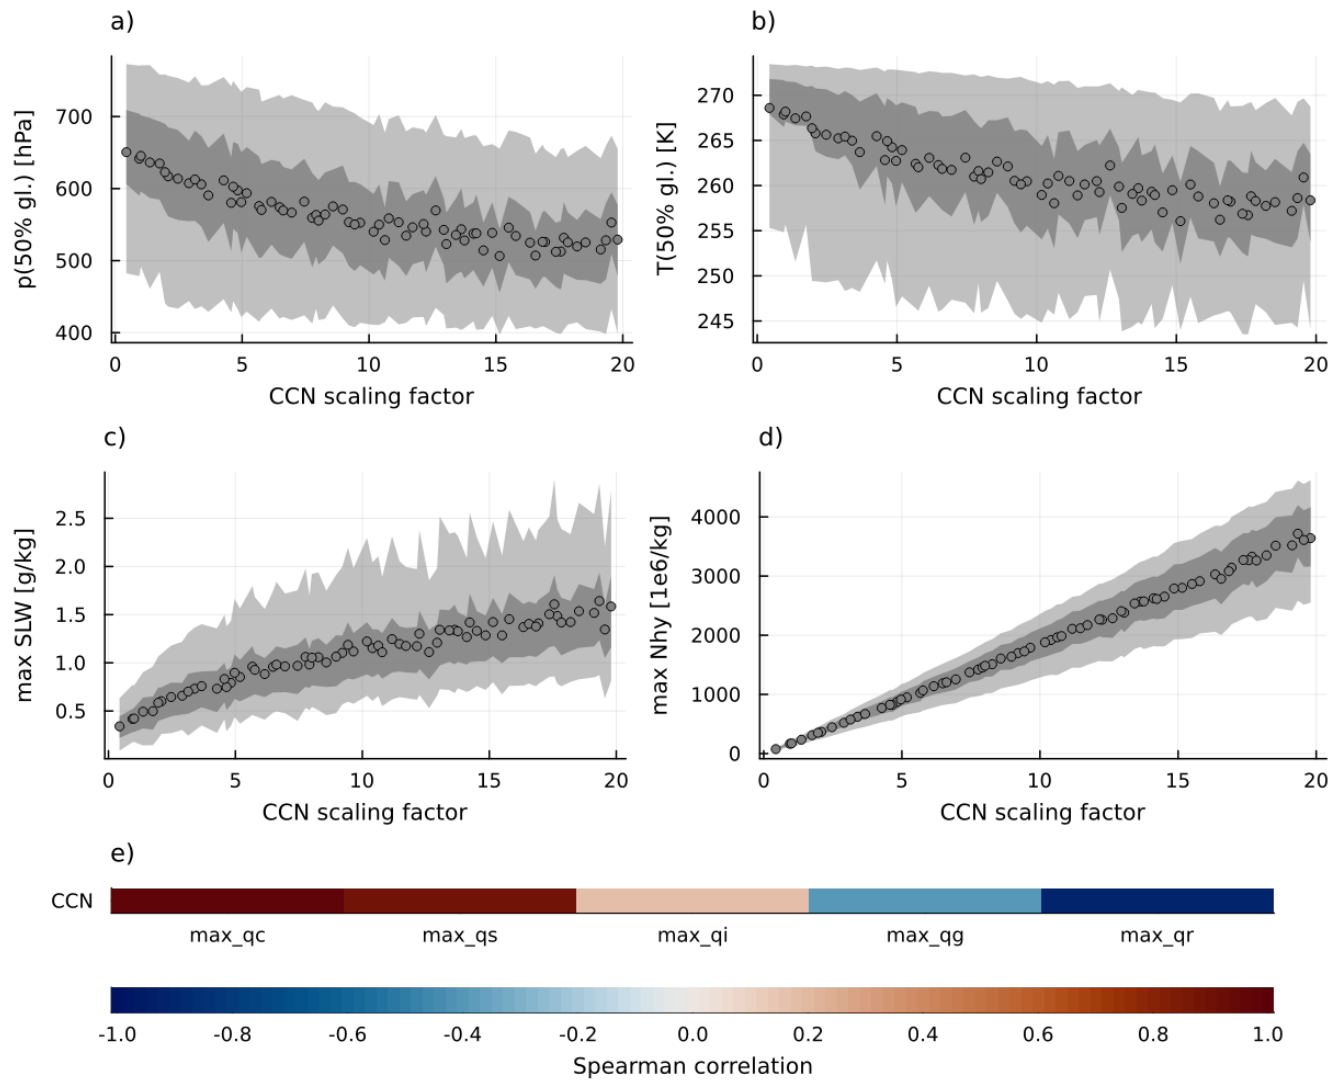 a)
p(50% gl.) [hPa]
700
600
500
400
0 5 10 15 20
CCN scaling factor
b)
T(50% gl.) [K]
270
265
260
255
250
245
0 5 10 15 20
CCN scaling factor
c)
max SLW [g/kg]
2.5
2.0
1.5
1.0
0.5
0 5 10 15 20
CCN scaling factor
d)
max Nhy [1e6/kg]
4000
3000
2000
1000
0
0 5 10 15 20
CCN scaling factor
e)
CCN
max_qc max_qs max_qi max_qg max_qr
-1.0 -0.8 -0.6 -0.4 -0.2 0.0 0.2 0.4 0.6 0.8 1.0
Spearman correlation